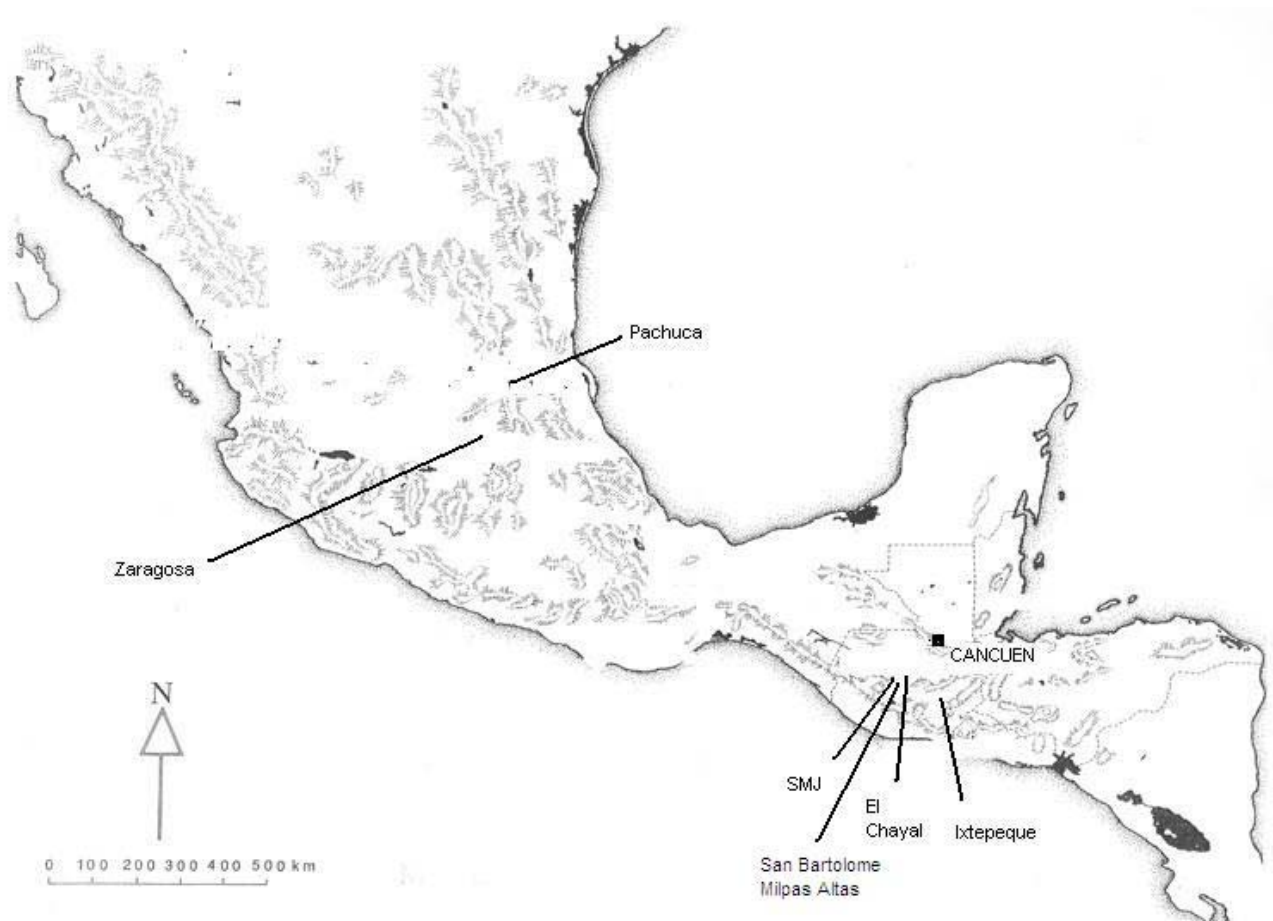 Pachuca
Zaragosa
CANCUEN
N
SMJ
El
Chayal
Ixtepeque
San Bartolome
Milpas Altas
0 100 200 300 400 500 km